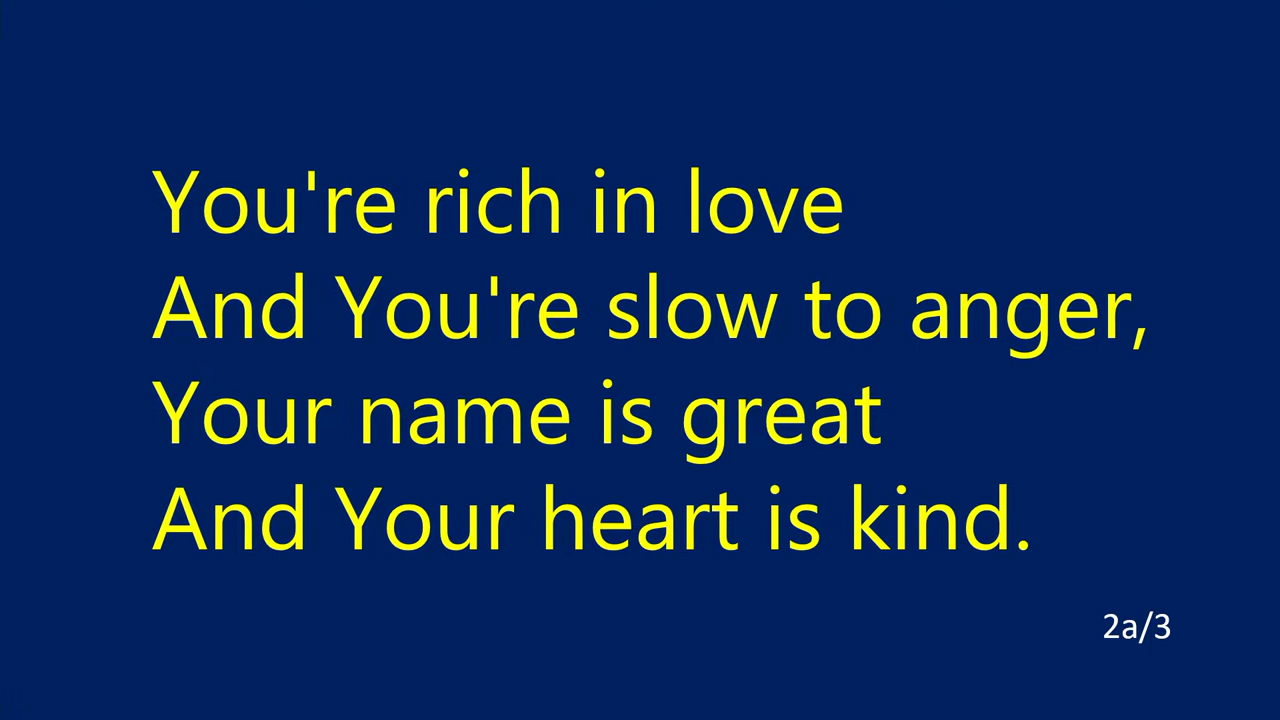 You're rich in love
And You're slow to anger,
Your name is great
And Your heart is kind.
2a/3